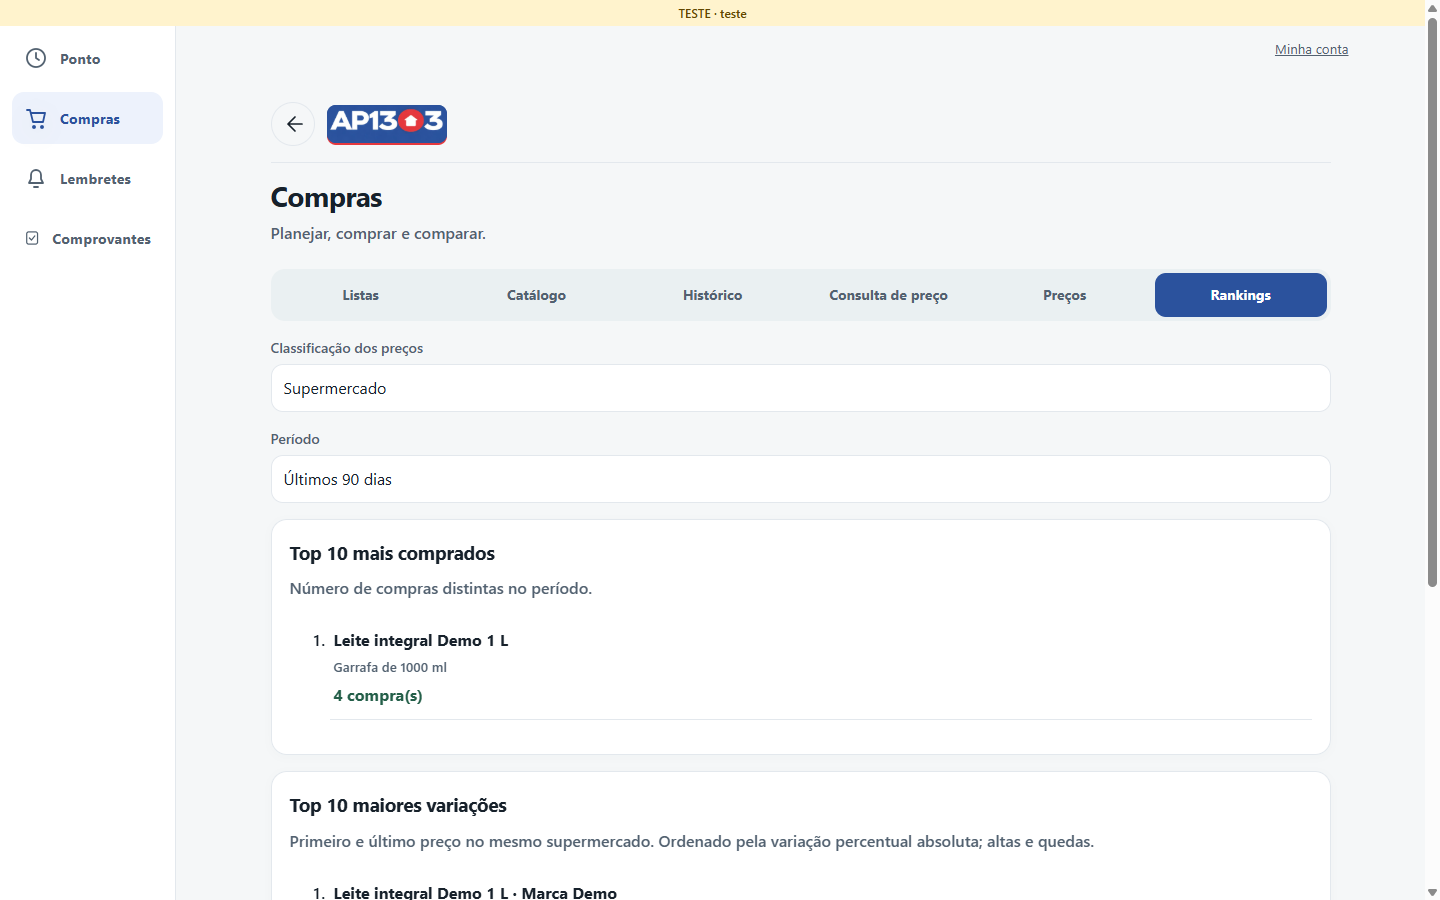 TESTE · teste
Ponto
Compras
Lembretes
Comprovantes
Minha conta
AP1303
Compras
Planejar, comprar e comparar.
Listas
Catálogo
Histórico
Consulta de preço
Preços
Rankings
Classificação dos preços
Supermercado
Período
Últimos 90 dias
Top 10 mais comprados
Número de compras distintas no período.
1. Leite integral Demo 1 L
Garrafa de 1000 ml
4 compra(s)
Top 10 maiores variações
Primeiro e último preço no mesmo supermercado. Ordenado pela variação percentual absoluta; altas e quedas.
1. Leite integral Demo 1 L · Marca Demo